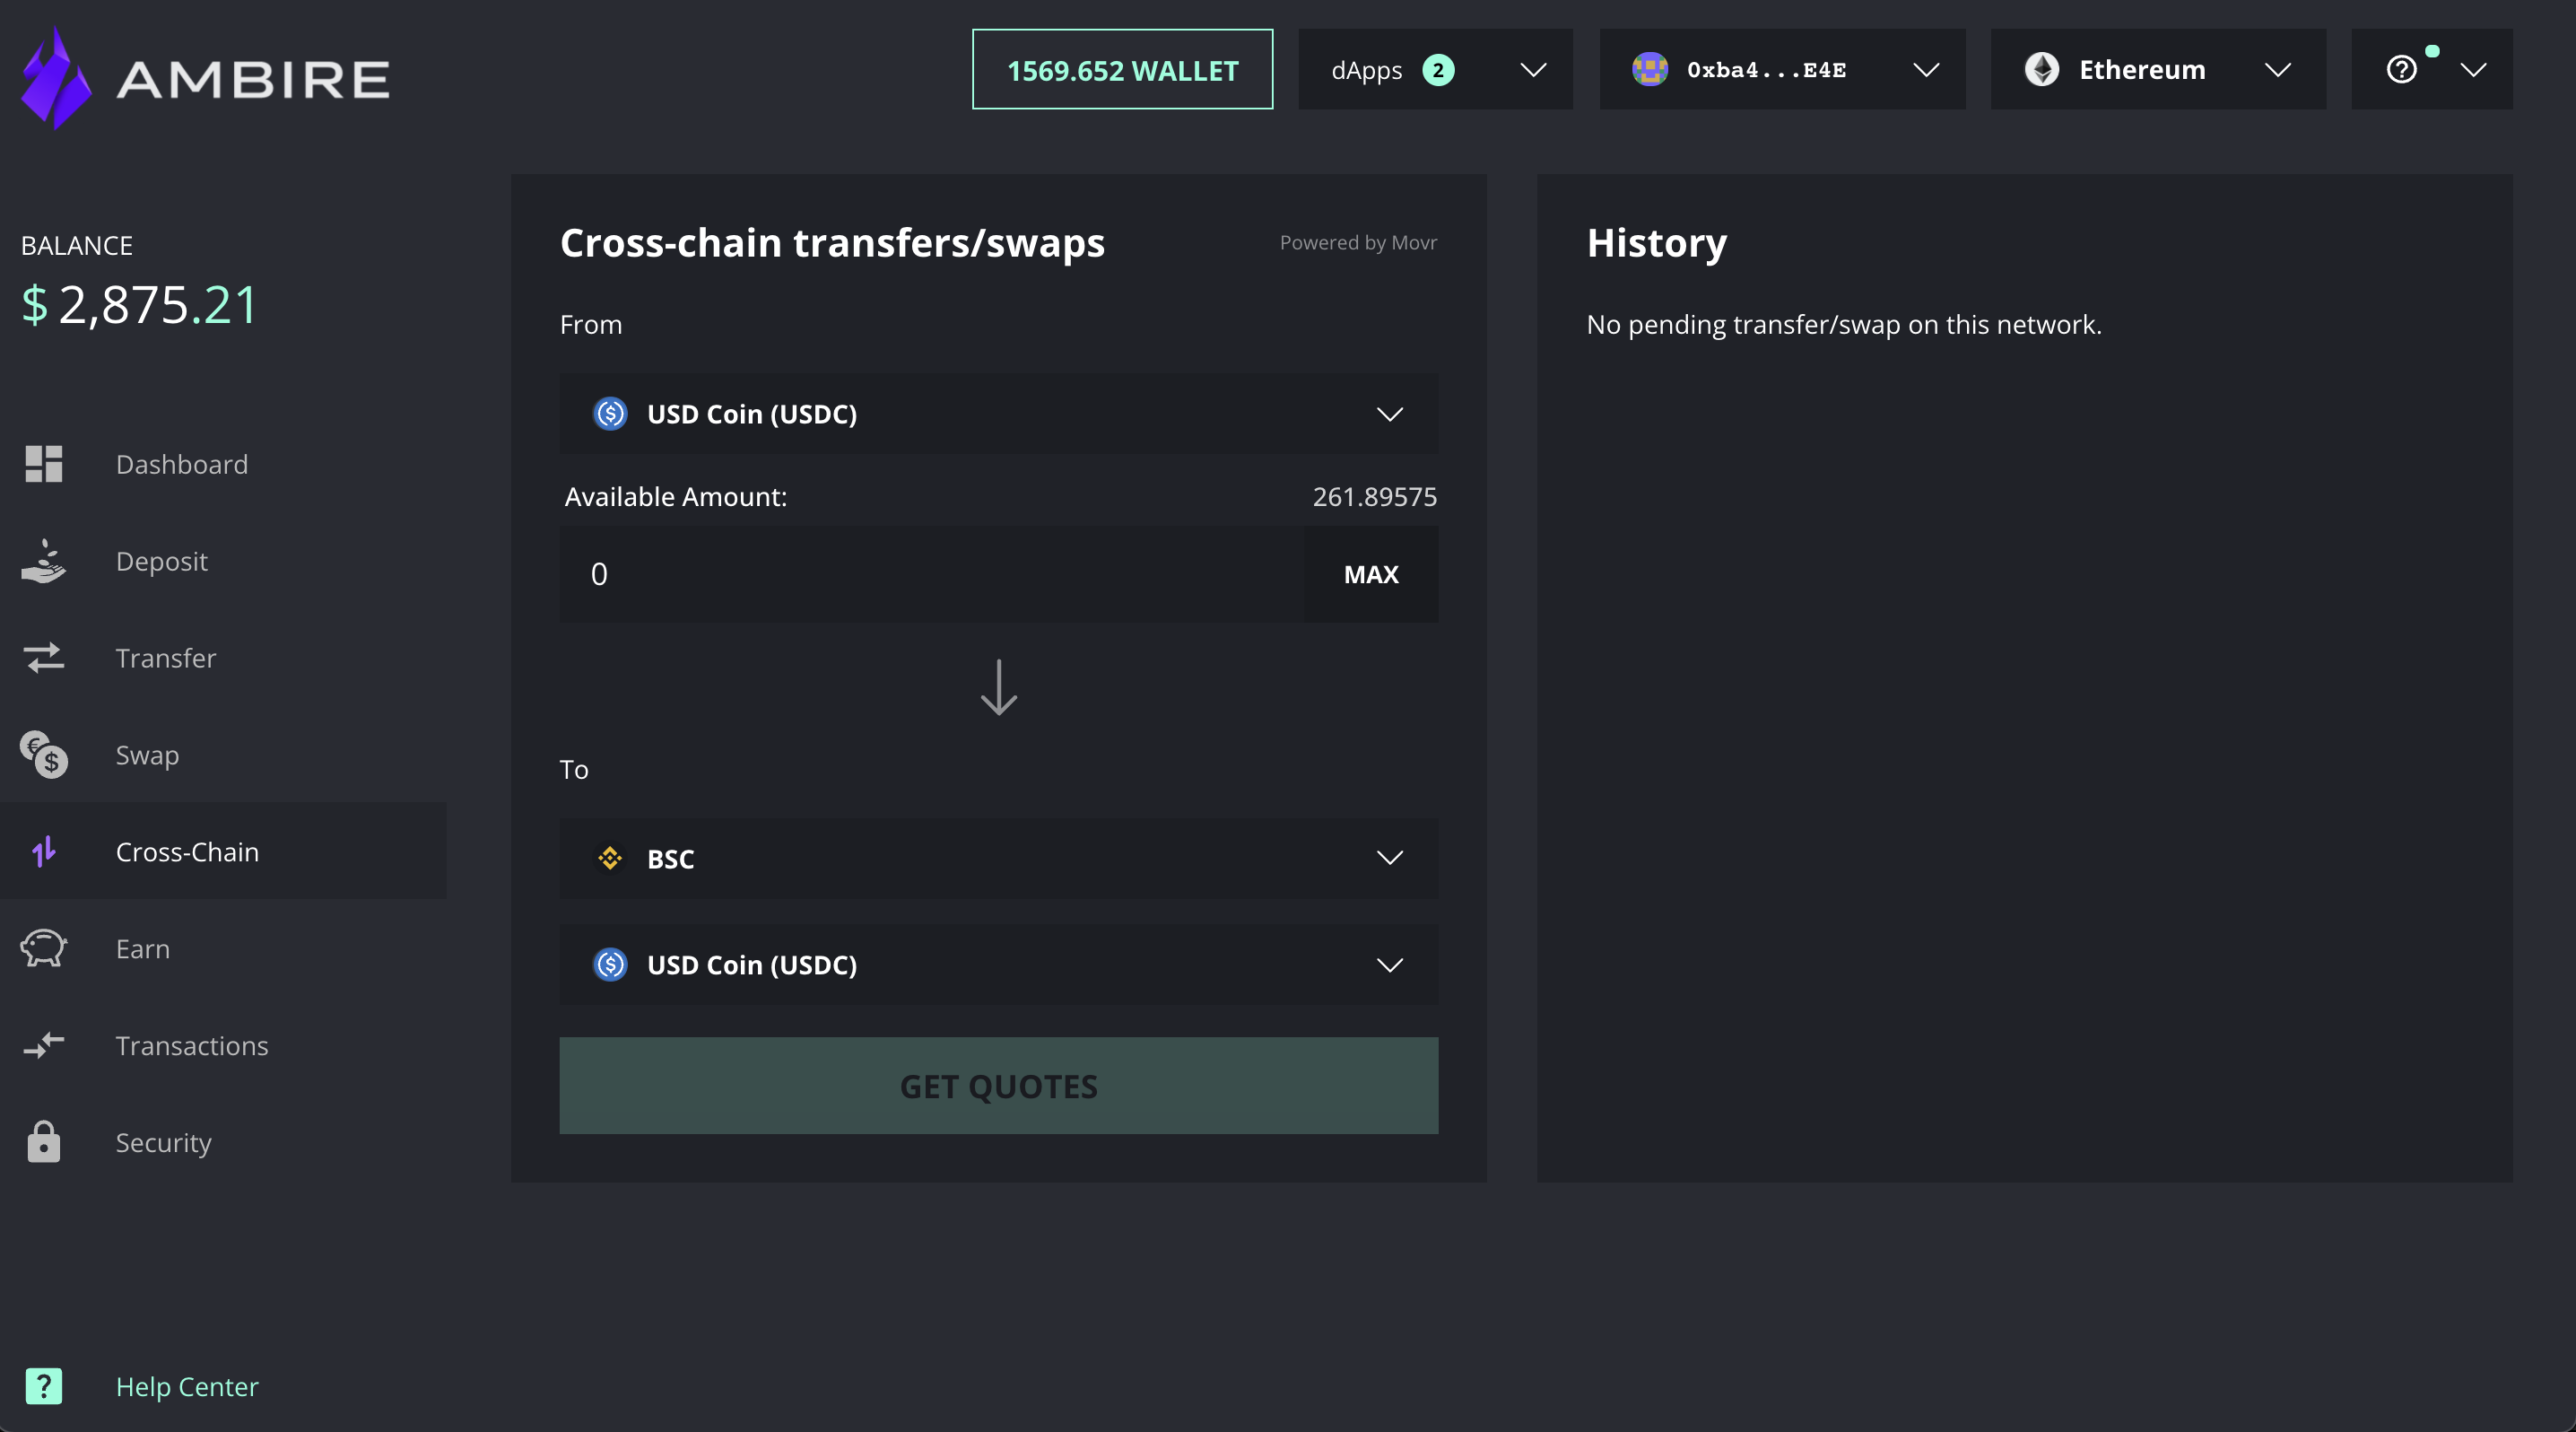 AMBIRE
1569.652 WALLET
dApps 2
0xba4...E4E
Ethereum
BALANCE
$ 2,875.21
Dashboard
Deposit
Transfer
Swap
Cross-Chain
Earn
Transactions
Security
Help Center
Cross-chain transfers/swaps
Powered by Movr
From
USD Coin (USDC)
Available Amount: 261.89575
0 MAX
To
BSC
USD Coin (USDC)
GET QUOTES
History
No pending transfer/swap on this network.